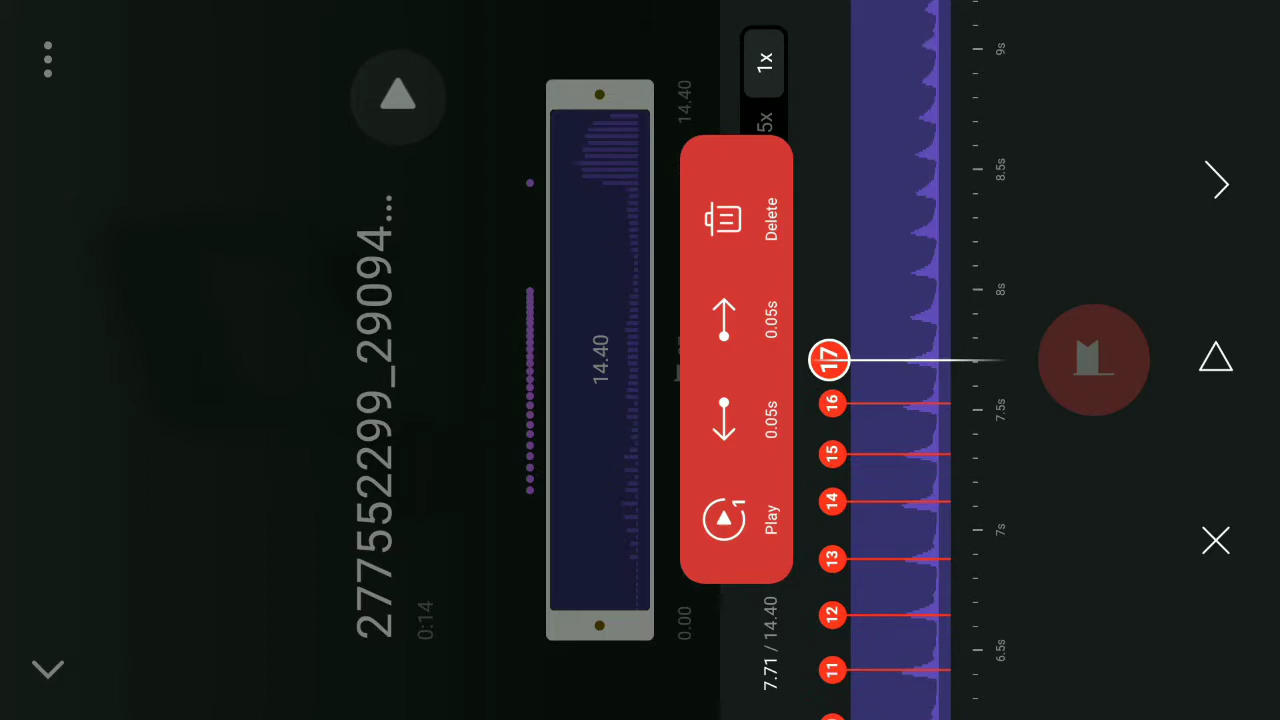 277552299_29094...
0:14
14.40
0.00
14.40
7.71 / 14.40
5x
1x
1
Play
0.05s
0.05s
Delete
11
12
13
14
15
16
17
6.5s
7s
7.5s
8s
8.5s
9s